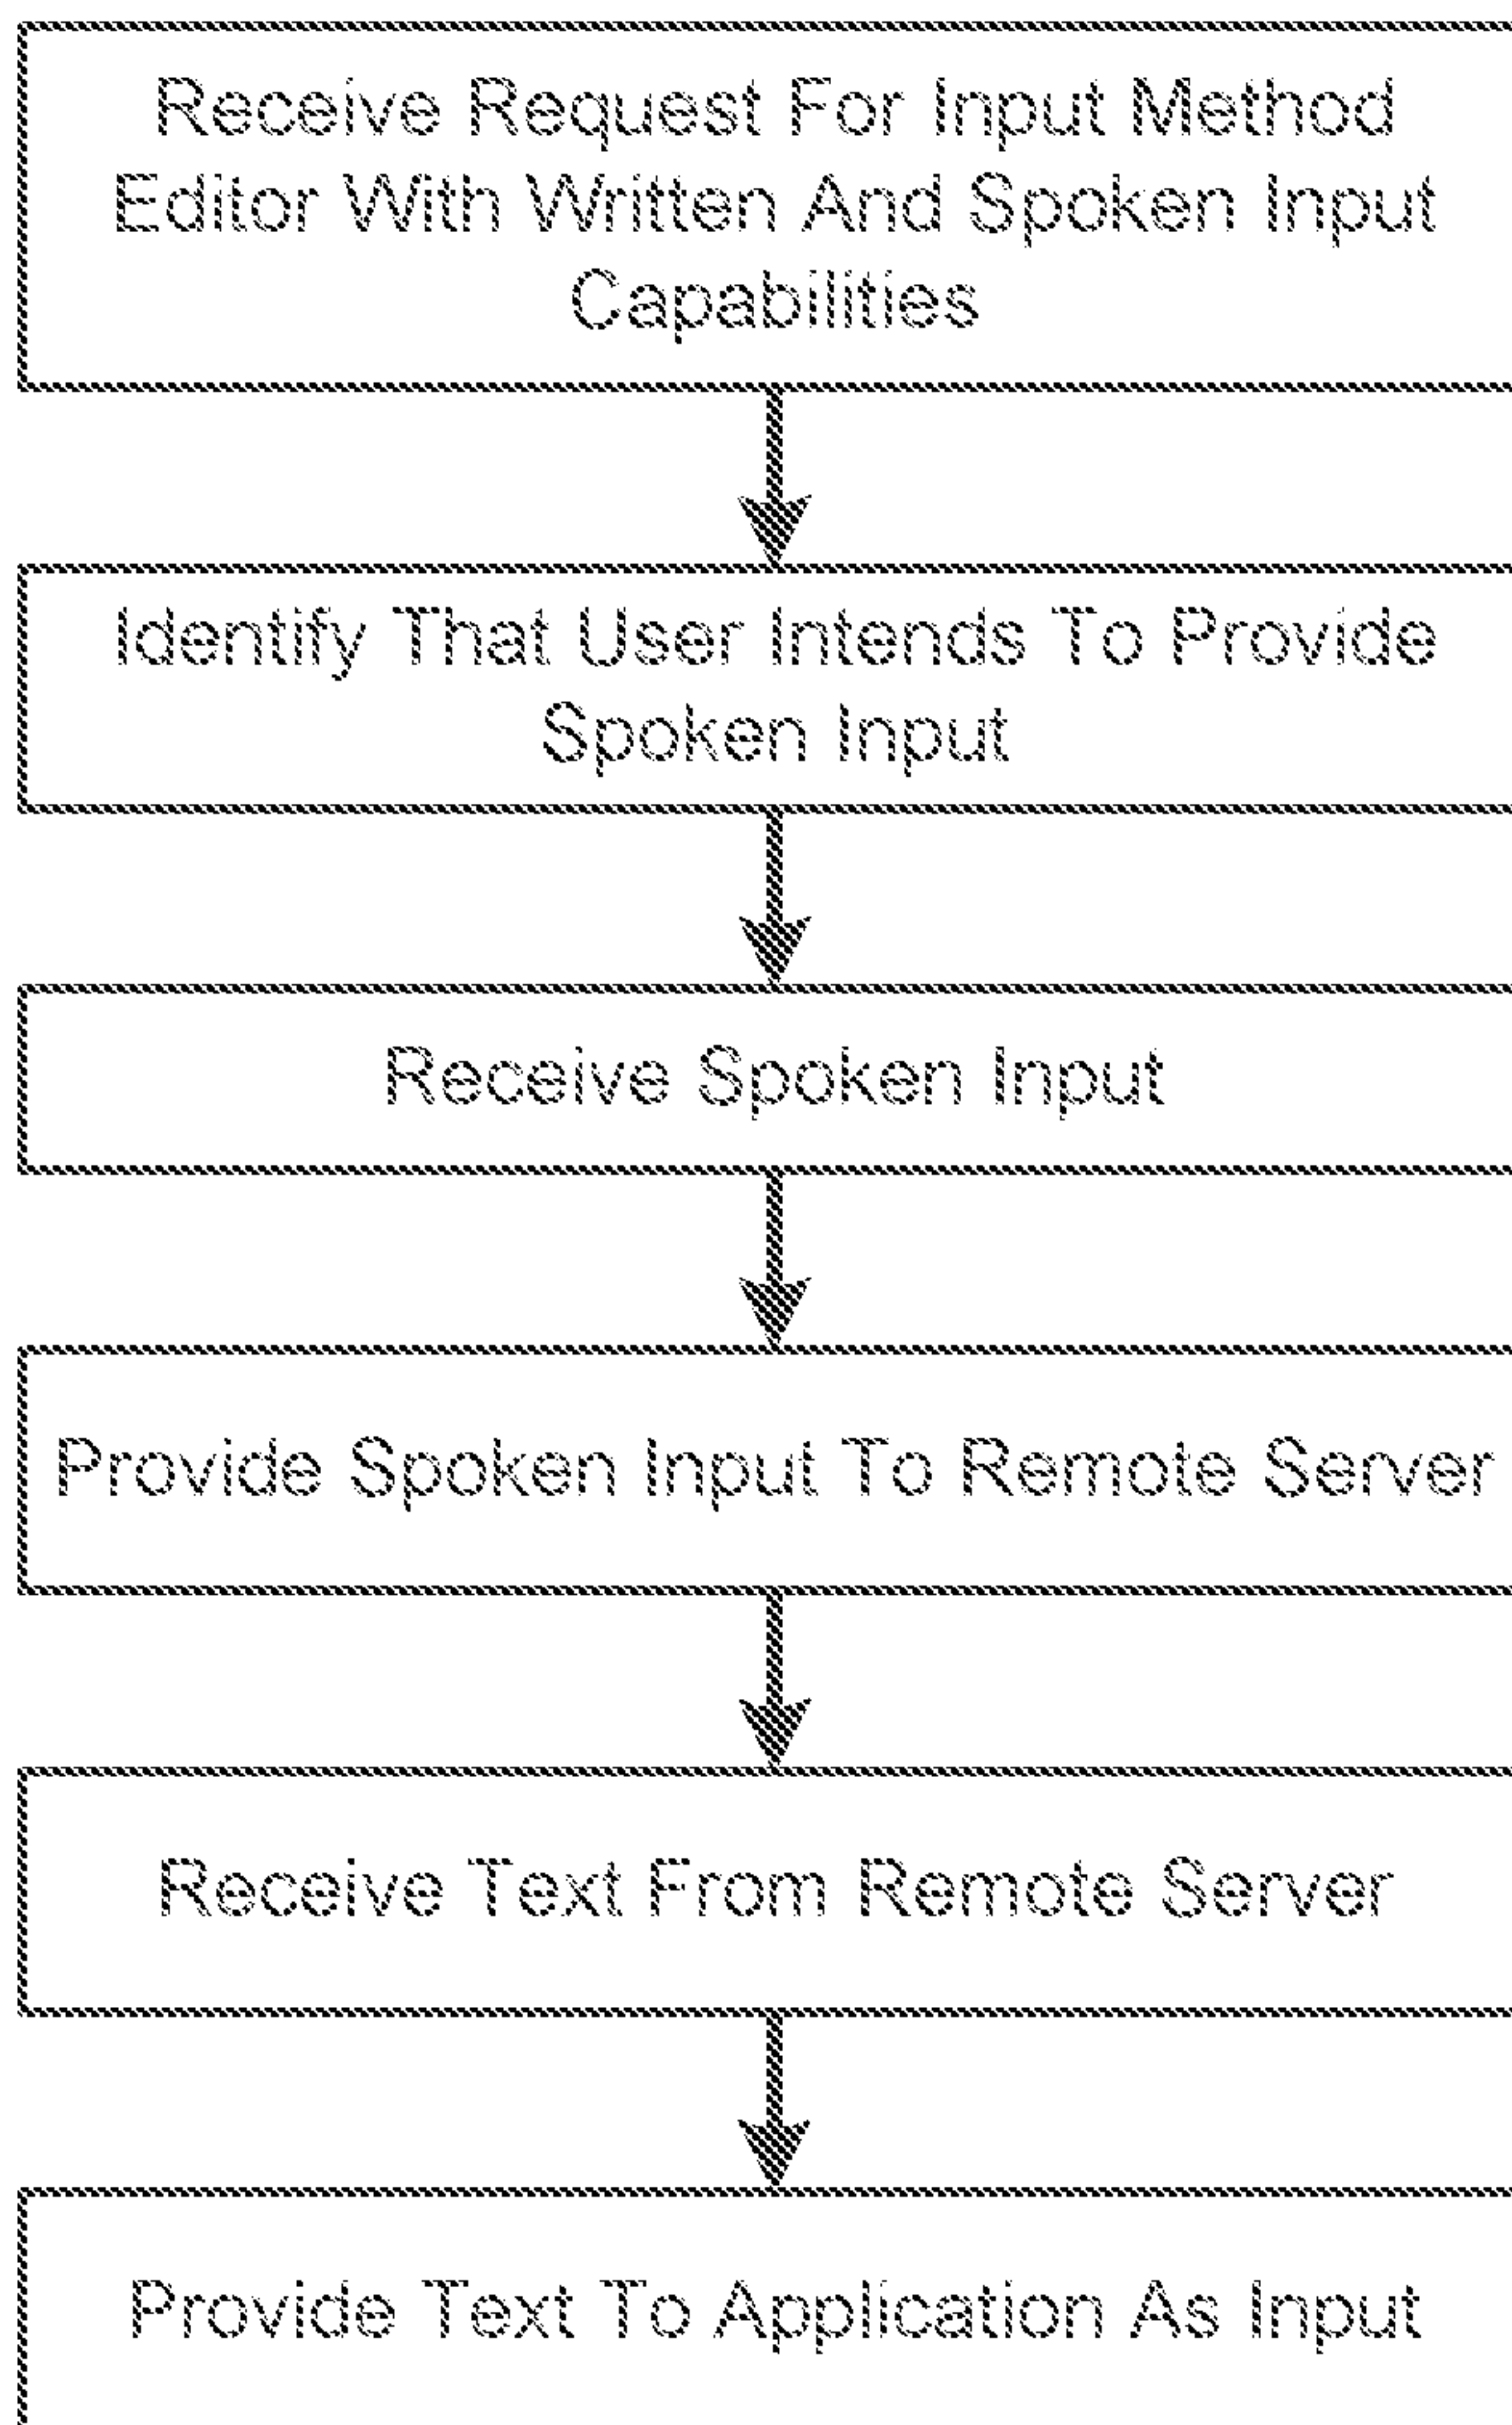 Receive Request For Input Method
Editor With Written And Spoken Input
Capabilities
Identify That User Intends To Provide
Spoken Input
Receive Spoken Input
Provide Spoken Input To Remote Server
Receive Text From Remote Server
Provide Text To Application As Input